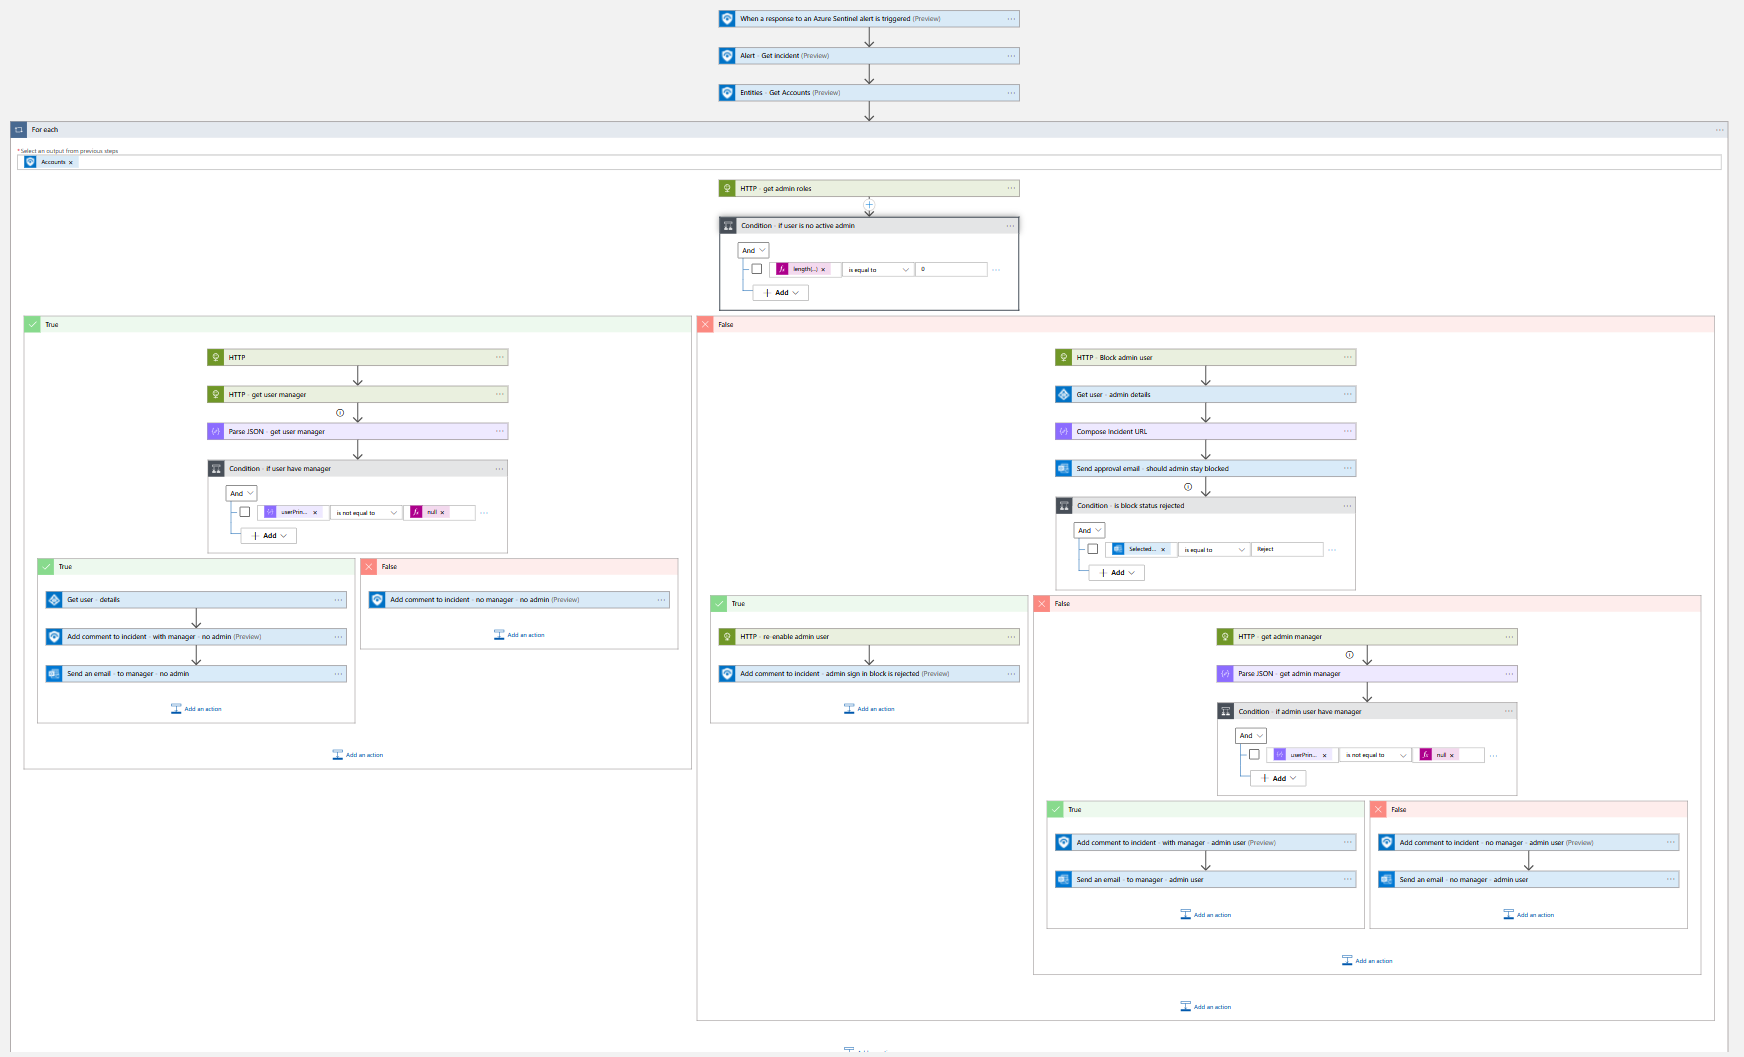 When a response to an Azure Sentinel alert is triggered (Preview)
Alert - Get incident (Preview)
Entities - Get Accounts (Preview)
For each
* Select an output from previous steps
Accounts ×
HTTP - get admin roles
Condition - if user is no active admin
And
length(...) ×
is equal to
0
Add
True
HTTP
HTTP - get user manager
Parse JSON - get user manager
Condition - if user have manager
And
userPrin... ×
is not equal to
null ×
Add
True
Get user - details
Add comment to incident - with manager - no admin (Preview)
Send an email - to manager - no admin
Add an action
False
Add comment to incident - no manager - no admin (Preview)
Add an action
Add an action
False
HTTP - Block admin user
Get user - admin details
Compose Incident URL
Send approval email - should admin stay blocked
Condition - is block status rejected
And
Selected... ×
is equal to
Reject
Add
True
HTTP - re-enable admin user
Add comment to incident - admin sign in block is rejected (Preview)
Add an action
False
HTTP - get admin manager
Parse JSON - get admin manager
Condition - if admin user have manager
And
userPrin... ×
is not equal to
null ×
Add
True
Add comment to incident - with manager - admin user (Preview)
Send an email - to manager - admin user
Add an action
False
Add comment to incident - no manager - admin user (Preview)
Send an email - no manager - admin user
Add an action
Add an action
Add an action